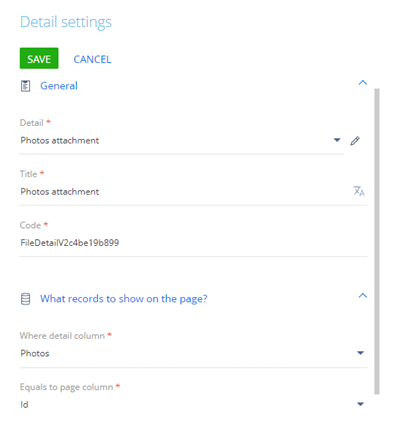 Detail settings
SAVE CANCEL
General
Detail *
Photos attachment
Title *
Photos attachment
Code *
FileDetailV2c4be19b899
What records to show on the page?
Where detail column *
Photos
Equals to page column *
Id